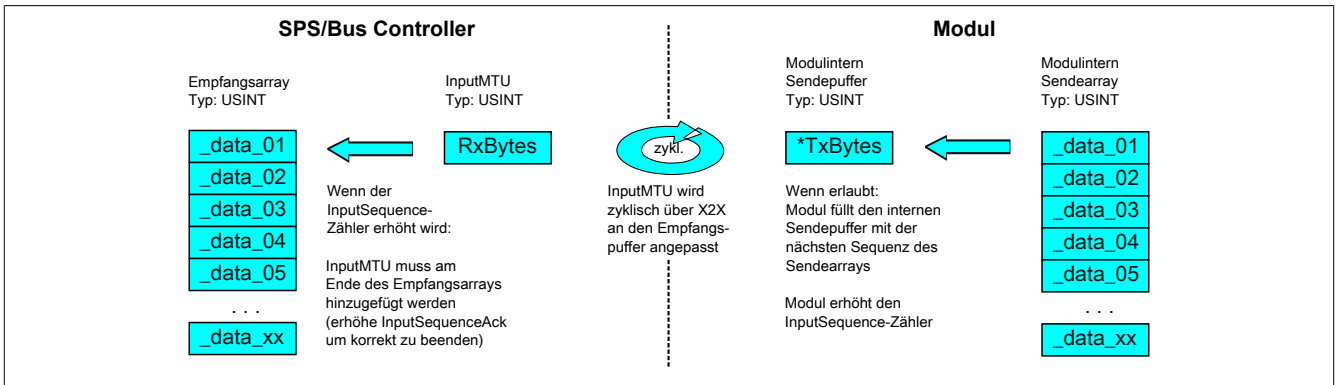 SPS/Bus Controller
Modul
Empfangsarray
Typ: USINT
InputMTU
Typ: USINT
Modulintern
Sendepuffer
Typ: USINT
Modulintern
Sendearray
Typ: USINT
_data_01
_data_02
_data_03
_data_04
_data_05
. . .
_data_xx
RxBytes
Wenn der
InputSequence-
Zähler erhöht wird:
InputMTU muss am
Ende des Empfangsarrays
hinzugefügt werden
(erhöhe InputSequenceAck
um korrekt zu beenden)
zykl.
InputMTU wird
zyklisch über X2X
an den Empfangs-
puffer angepasst
*TxBytes
Wenn erlaubt:
Modul füllt den internen
Sendepuffer mit der
nächsten Sequenz des
Sendearrays
Modul erhöht den
InputSequence-Zähler
_data_01
_data_02
_data_03
_data_04
_data_05
. . .
_data_xx